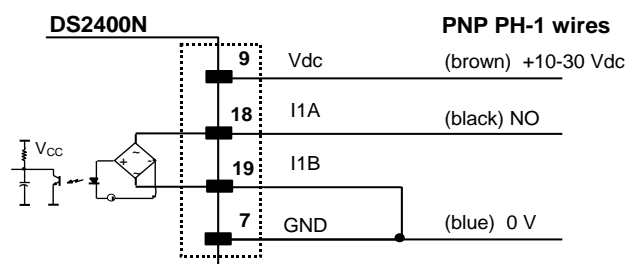 DS2400N PNP PH-1 wires
9 Vdc (brown) +10-30 Vdc
18 I1A (black) NO
VCC
+ ~ ~ -
19 I1B
7 GND (blue) 0 V